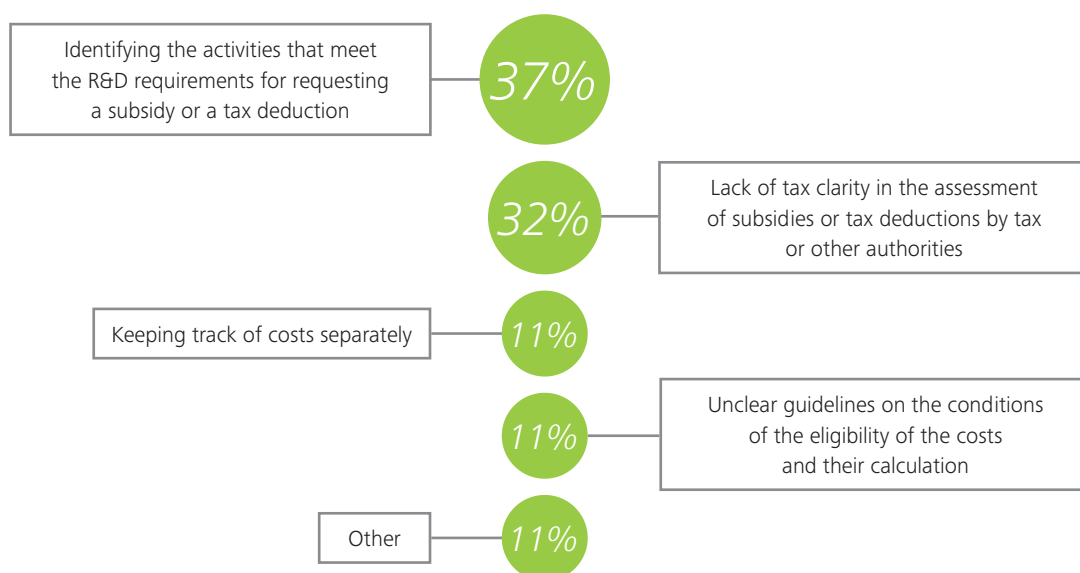 Identifying the activities that meet
the R&D requirements for requesting
a subsidy or a tax deduction
37%
32%
Lack of tax clarity in the assessment
of subsidies or tax deductions by tax
or other authorities
Keeping track of costs separately
11%
11%
Unclear guidelines on the conditions
of the eligibility of the costs
and their calculation
Other
11%